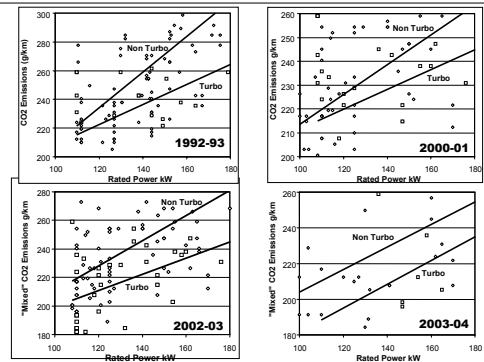 300
280
260
240
220
200
CO2 Emissions (g/km)
Non Turbo
Turbo
1992-93
100 120 140 160 180
Rated Power kW
260
250
240
230
220
210
200
CO2 Emissions (g/km)
Non Turbo
Turbo
2000-01
100 120 140 160 180
Rated Power kW
280
260
240
220
200
180
"Mixed" CO2 Emissions g/km
Non Turbo
Turbo
2002-03
100 120 140 160 180
Rated Power kW
260
240
220
200
180
"Mixed" CO2 Emissions (g/km)
Non Turbo
Turbo
2003-04
100 120 140 160 180
Rated Power kW